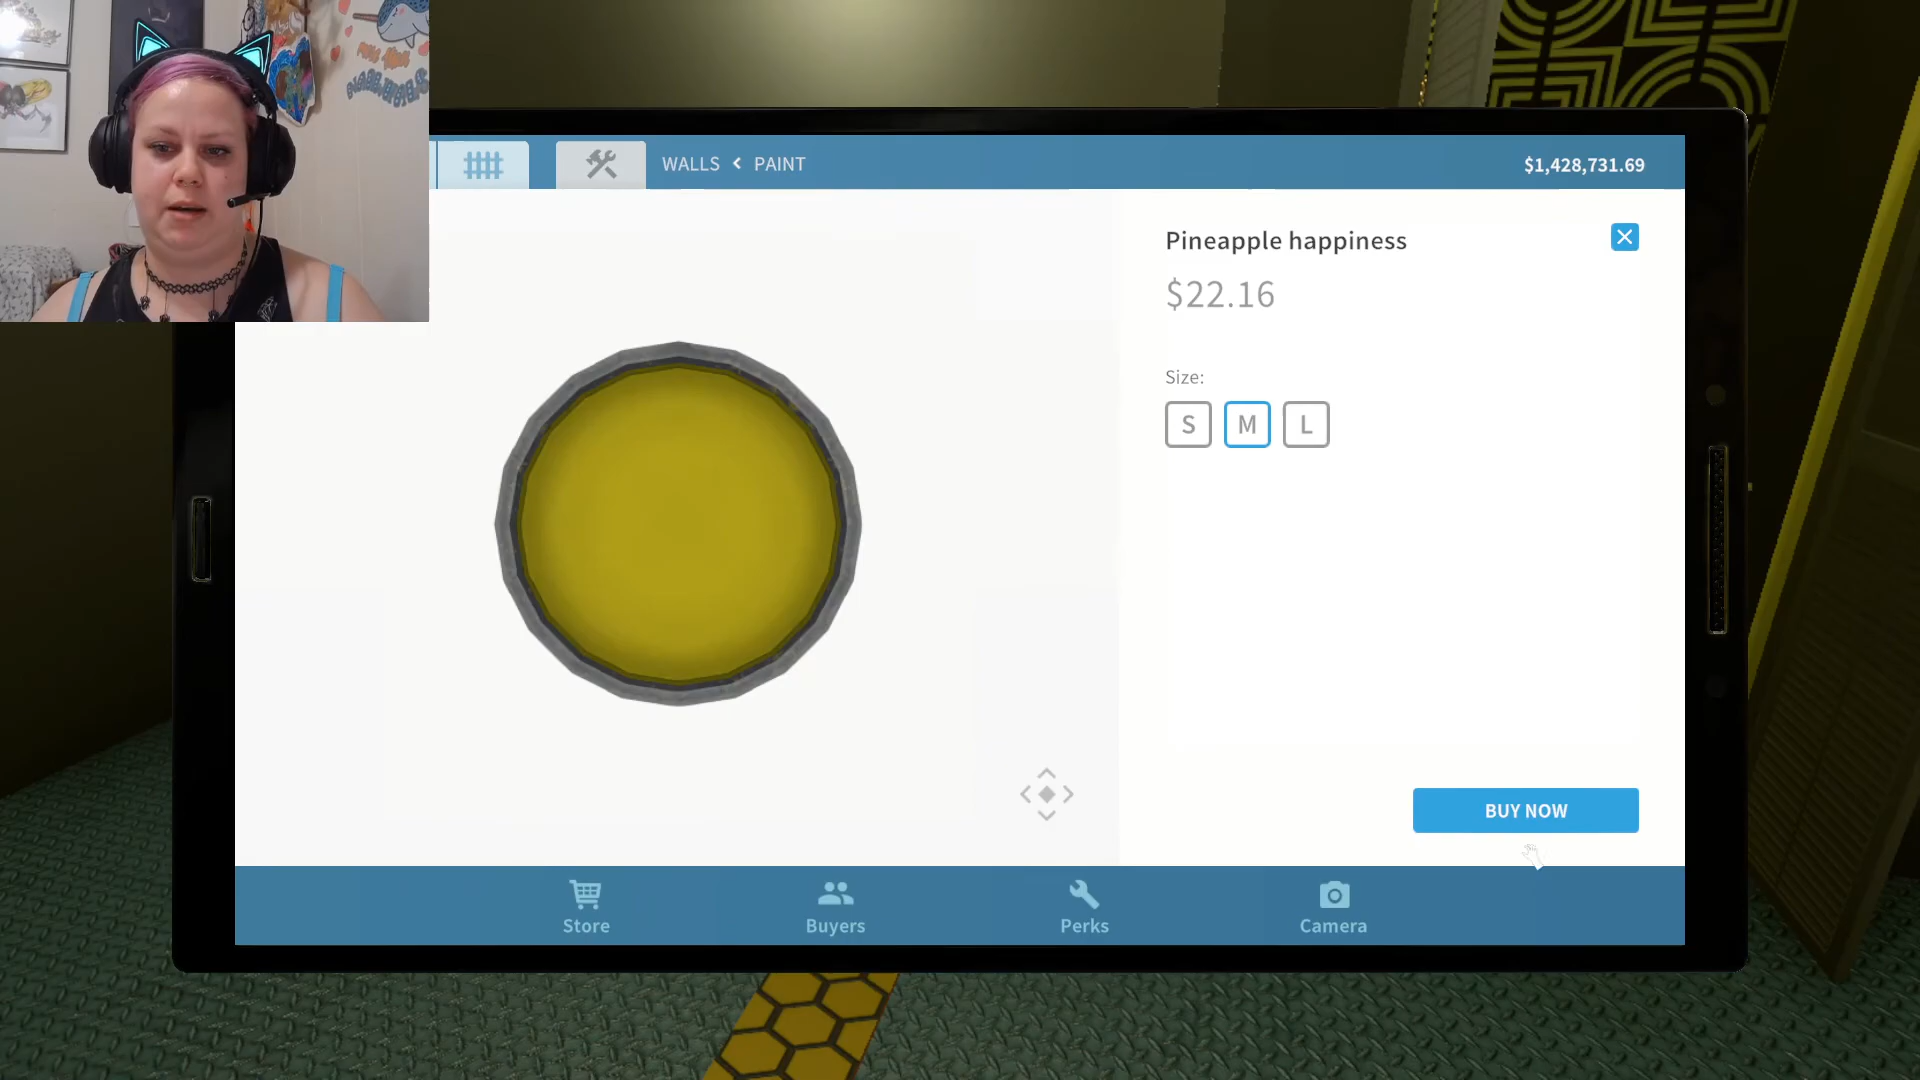 WALLS < PAINT
$1,428,731.69
Pineapple happiness
$22.16
Size:
S M L
BUY NOW
Store Buyers Perks Camera